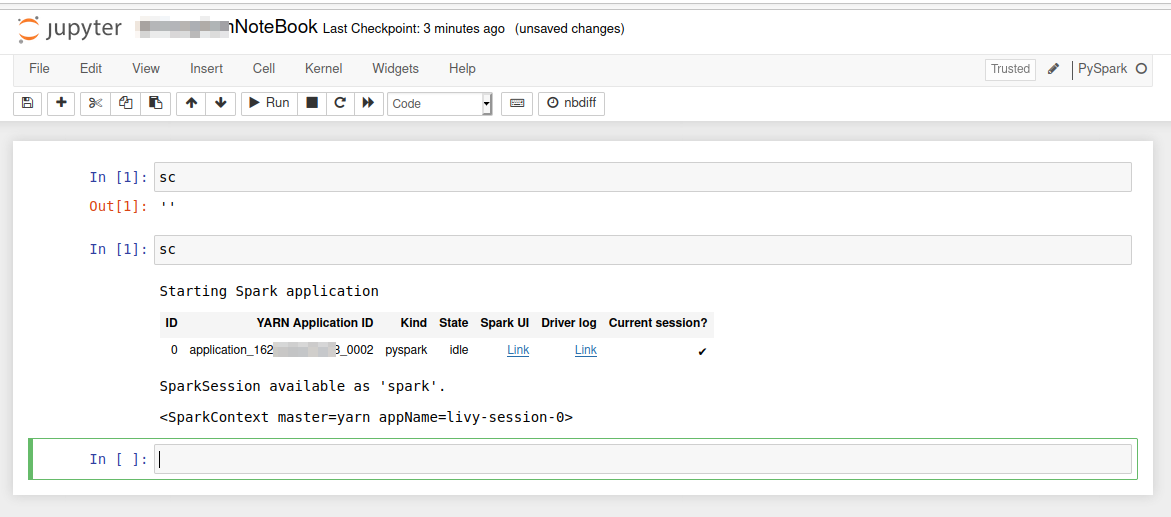 jupyter NoteBook Last Checkpoint: 3 minutes ago (unsaved changes)
File Edit View Insert Cell Kernel Widgets Help Trusted PySpark
Run Code nbdiff
In [1]: sc
Out[1]: ''
In [1]: sc
Starting Spark application
ID YARN Application ID Kind State Spark UI Driver log Current session?
0 application_162 3_0002 pyspark idle Link Link ✔
SparkSession available as 'spark'.
<SparkContext master=yarn appName=livy-session-0>
In [ ]: